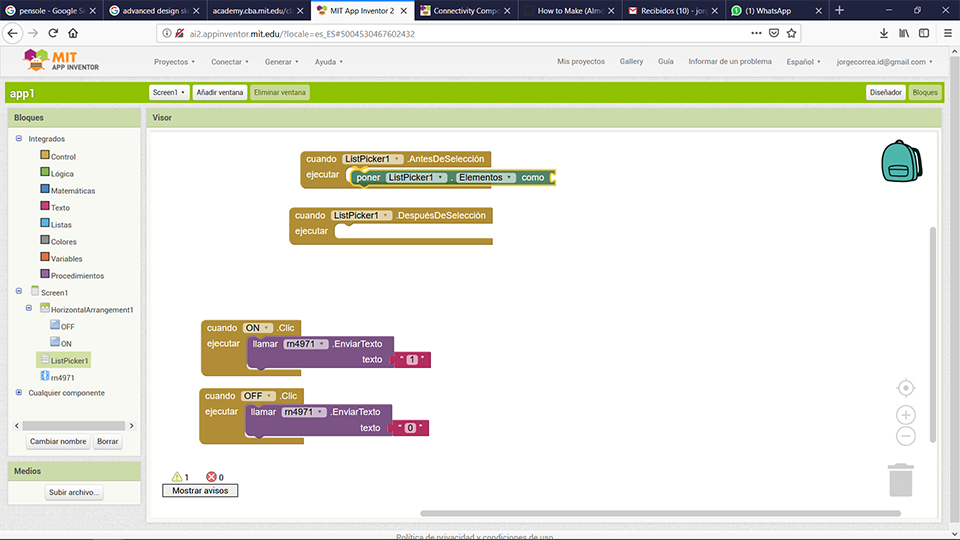 pensole - Google S
advanced design sk
academy.cba.mit.edu/cl
MIT App Inventor 2
Connectivity Compo
How to Make (Almo
Recibidos (10) - jor
(1) WhatsApp
ai2.appinventor.mit.edu/?locale=es_ES#5004530467602432
MIT
APP INVENTOR
Proyectos
Conectar
Generar
Ayuda
Mis proyectos
Gallery
Guía
Informar de un problema
Español
jorgecorrea.id@gmail.com
app1
Screen1
Añadir ventana
Eliminar ventana
Diseñador
Bloques
Bloques
Visor
Integrados
Control
Lógica
Matemáticas
Texto
Listas
Colores
Variables
Procedimientos
Screen1
HorizontalArrangement1
OFF
ON
ListPicker1
rn4971
Cualquier componente
Cambiar nombre
Borrar
Medios
Subir archivo...
cuando ListPicker1 .AntesDeSelección
ejecutar poner ListPicker1 . Elementos como
cuando ListPicker1 .DespuésDeSelección
ejecutar
cuando ON .Clic
ejecutar llamar rn4971 .EnviarTexto
texto " 1 "
cuando OFF .Clic
ejecutar llamar rn4971 .EnviarTexto
texto " 0 "
1 0
Mostrar avisos
Política de privacidad y condiciones de uso